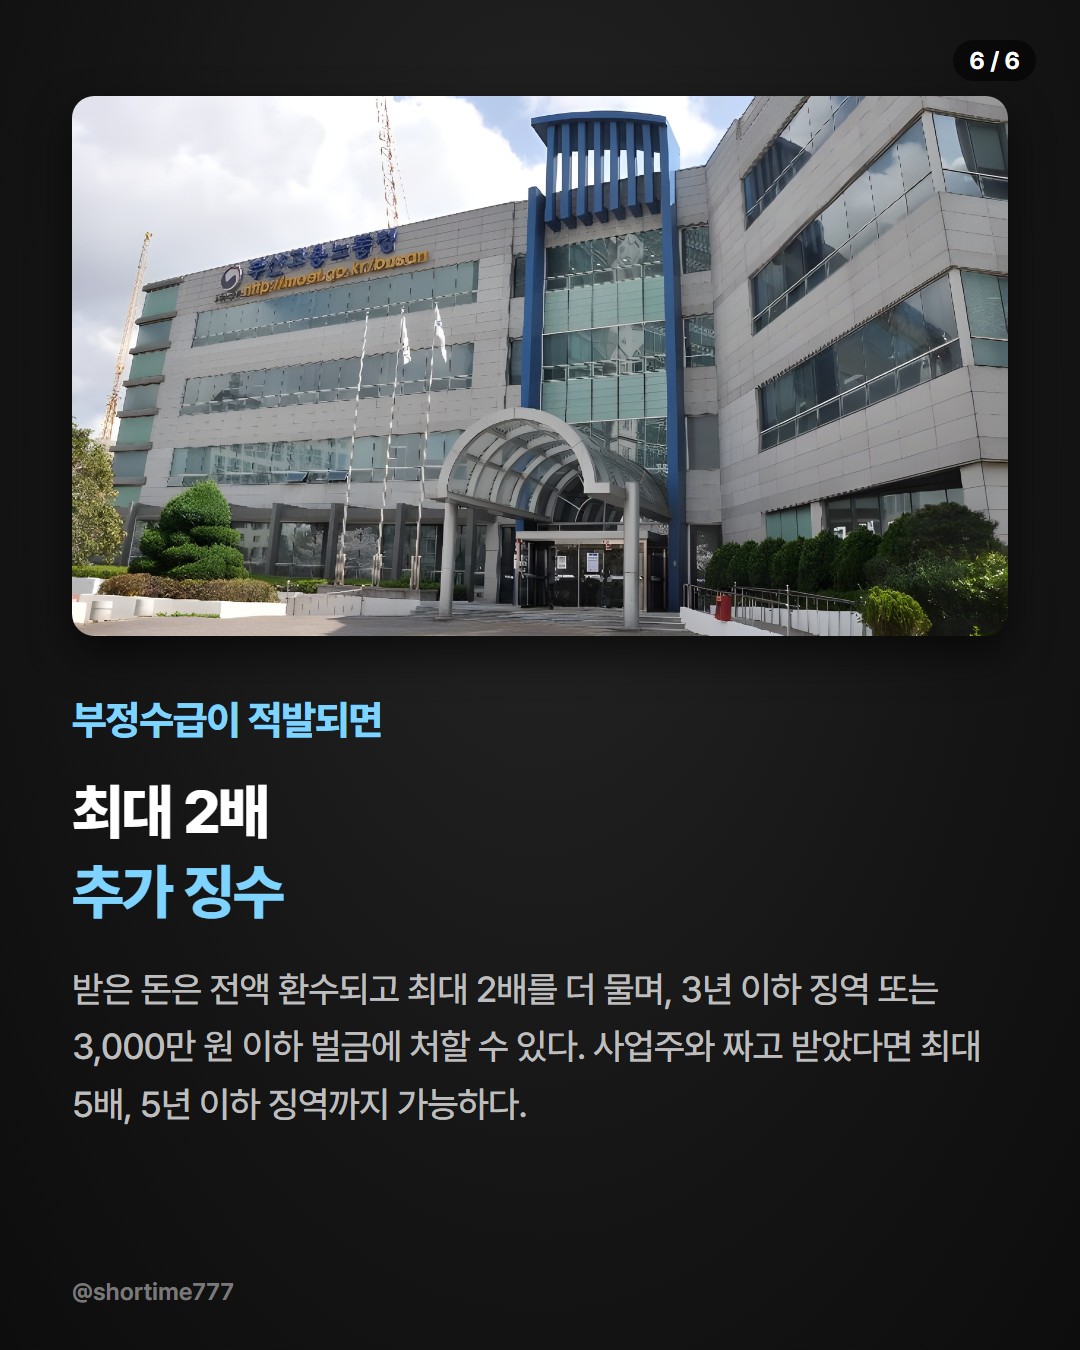 6 / 6
부산고용노동청
http://moel.go.kr/busan
부정수급이 적발되면
최대 2배
추가 징수
받은 돈은 전액 환수되고 최대 2배를 더 물며, 3년 이하 징역 또는
3,000만 원 이하 벌금에 처할 수 있다. 사업주와 짜고 받았다면 최대
5배, 5년 이하 징역까지 가능하다.
@shortime777